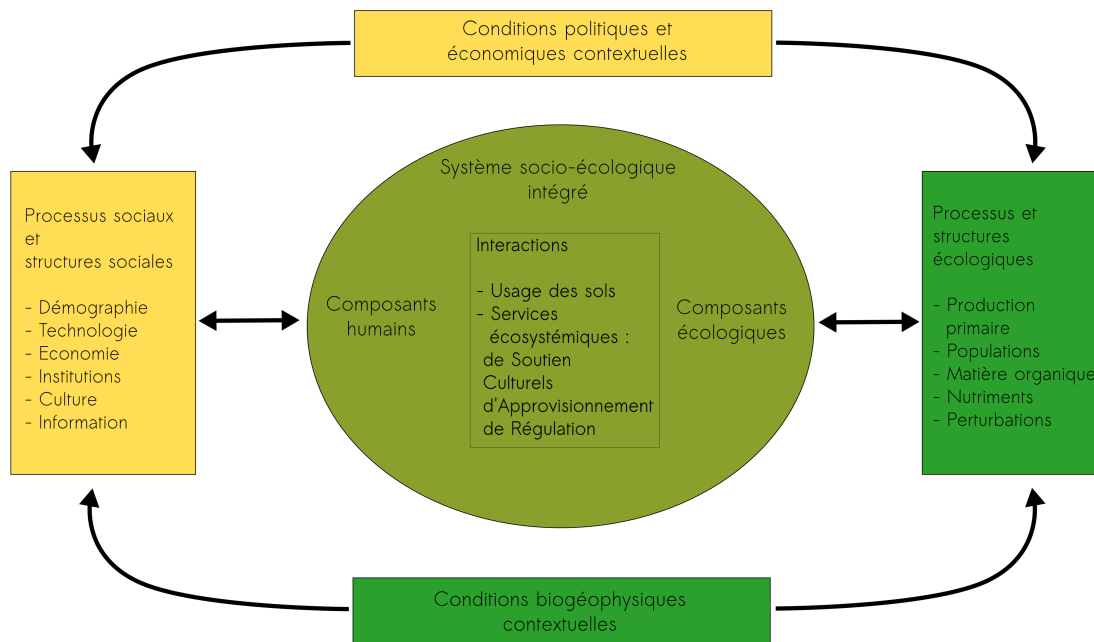 Conditions politiques et
économiques contextuelles
Système socio-écologique
intégré
Processus sociaux
et
structures sociales
- Démographie
- Technologie
- Economie
- Institutions
- Culture
- Information
Composants
humains
Interactions
- Usage des sols
- Services
écosystémiques :
de Soutien
Culturels
d'Approvisionnement
de Régulation
Composants
écologiques
Processus et
structures
écologiques
- Production
primaire
- Populations
- Matière organique
- Nutriments
- Perturbations
Conditions biogéophysiques
contextuelles